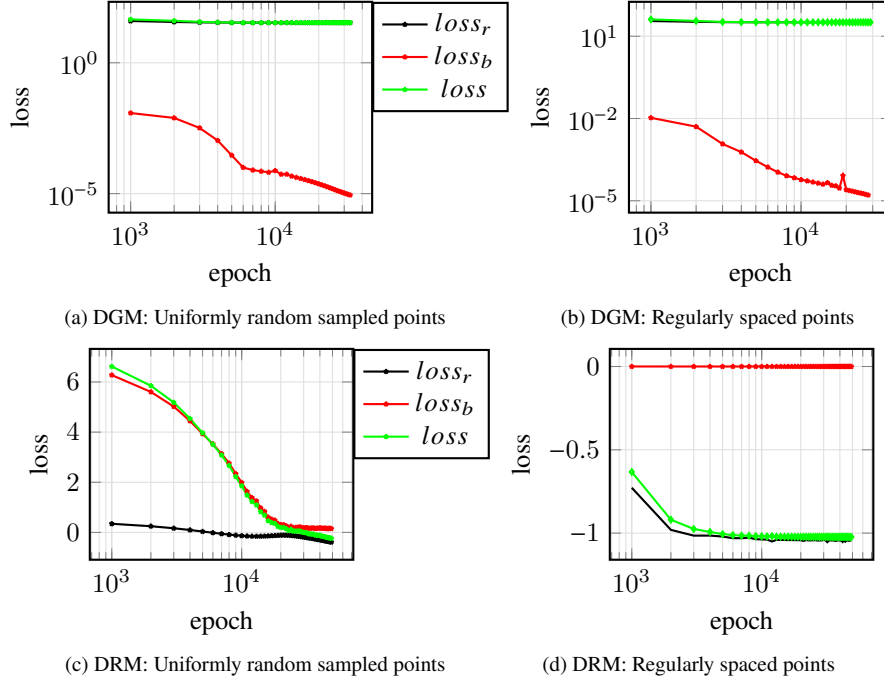 10^0
10^{-5}
loss
10^3
10^4
epoch
loss_r
loss_b
loss
(a) DGM: Uniformly random sampled points
10^1
10^{-2}
10^{-5}
loss
10^3
10^4
epoch
(b) DGM: Regularly spaced points
6
4
2
0
loss
10^3
10^4
epoch
loss_r
loss_b
loss
(c) DRM: Uniformly random sampled points
0
−0.5
−1
loss
10^3
10^4
epoch
(d) DRM: Regularly spaced points